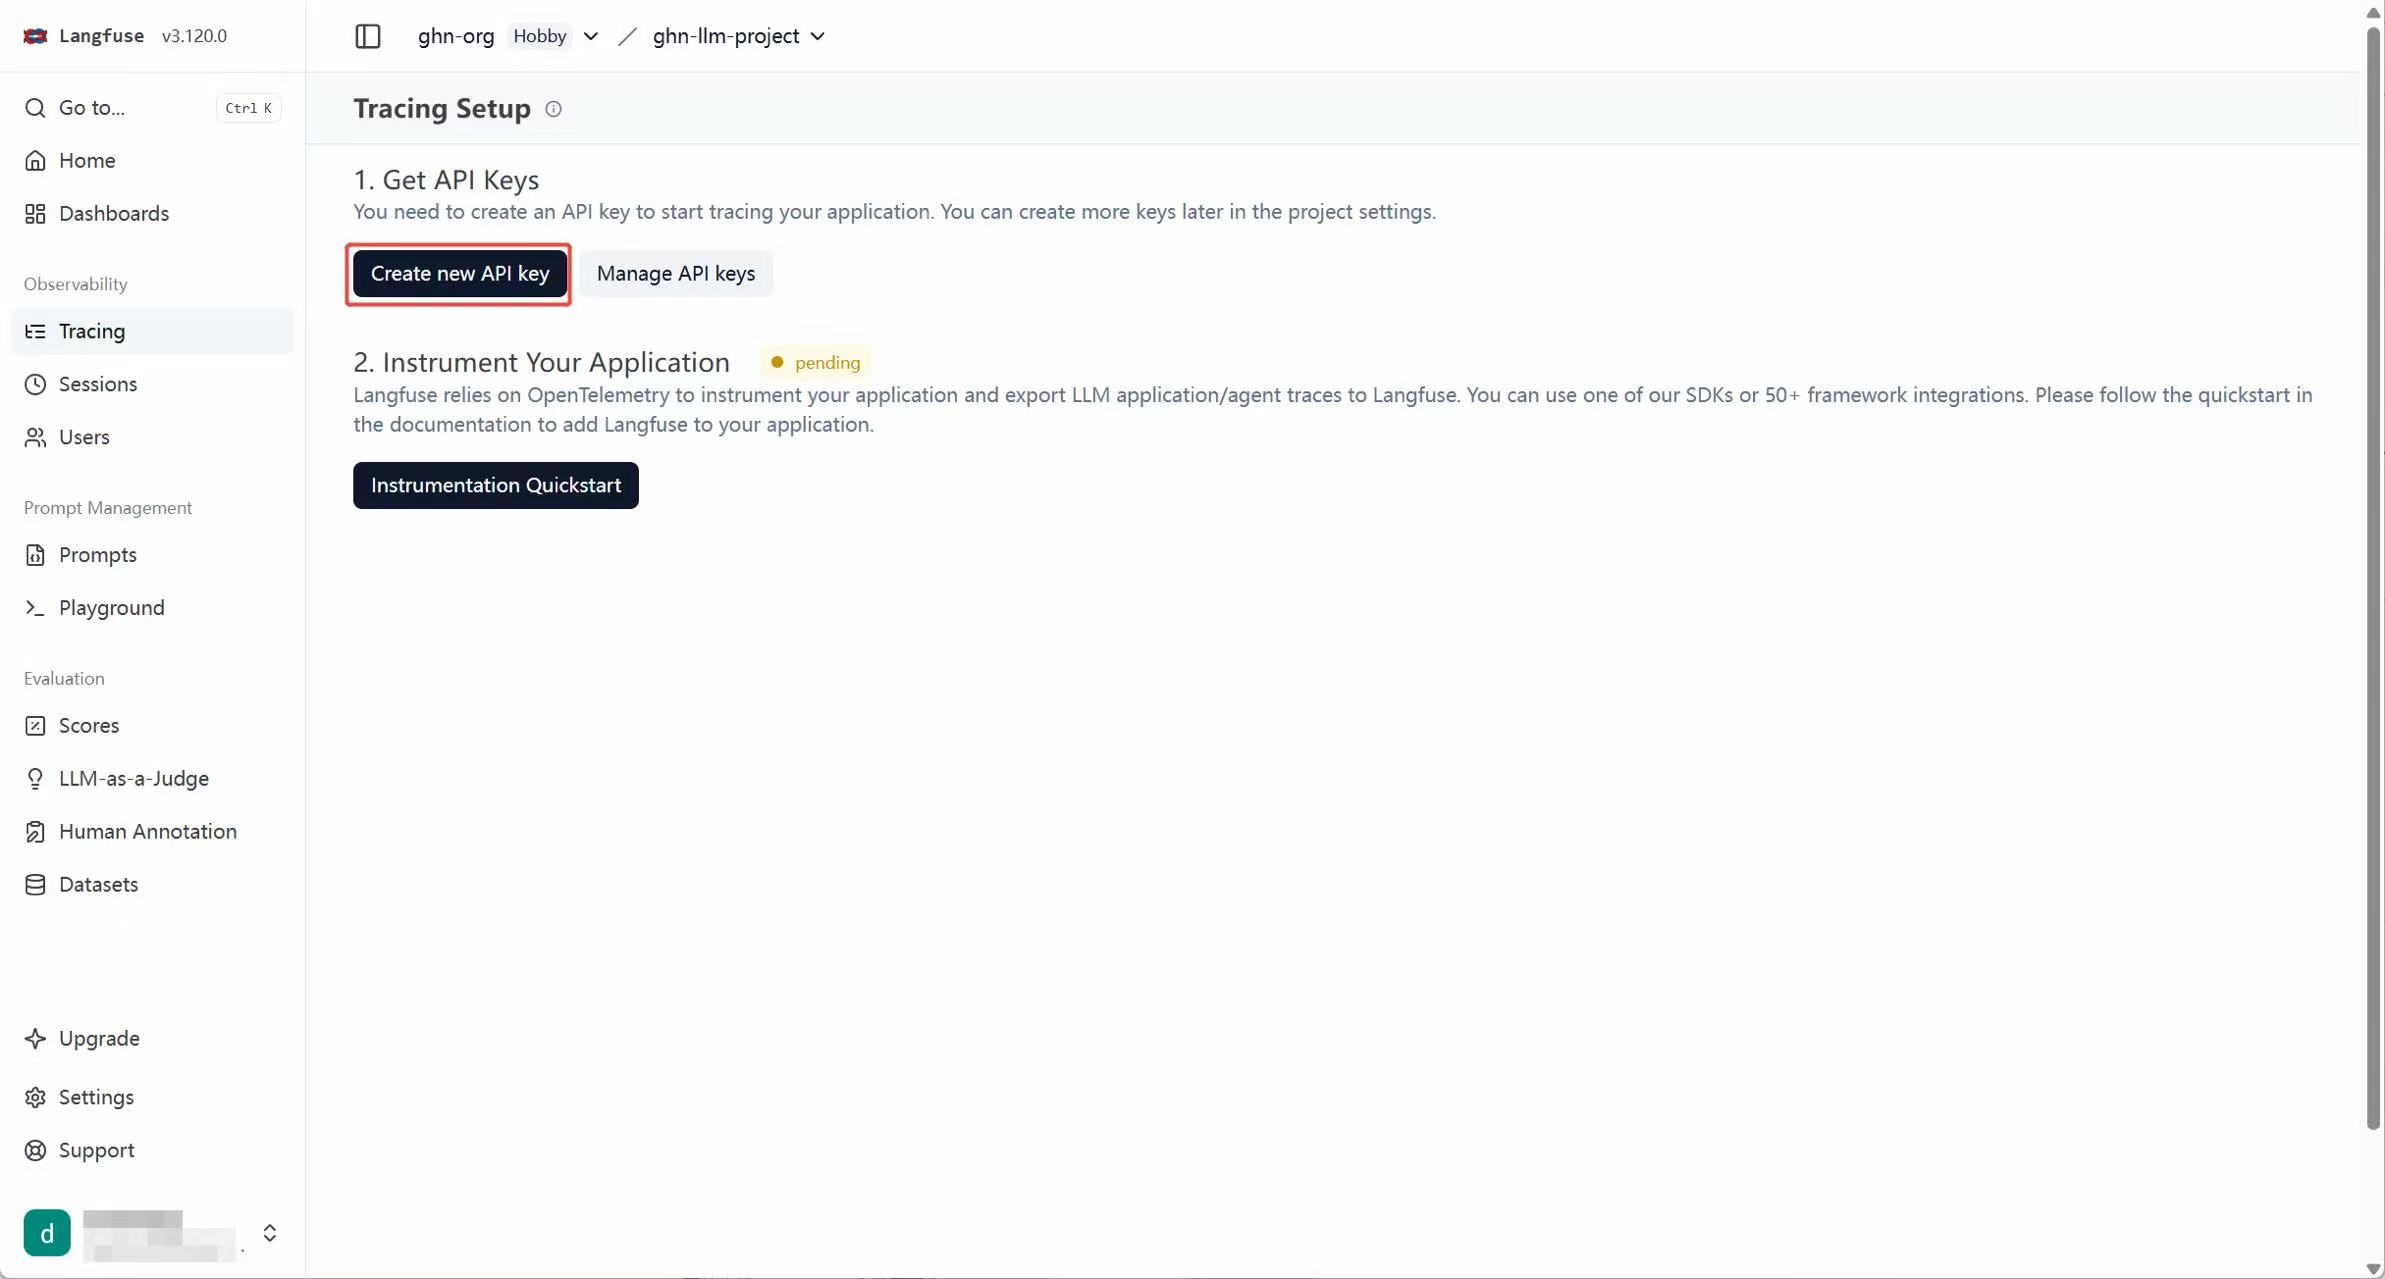 Langfuse v3.120.0
Go to... Ctrl K
Home
Dashboards
Observability
Tracing
Sessions
Users
Prompt Management
Prompts
Playground
Evaluation
Scores
LLM-as-a-Judge
Human Annotation
Datasets
Upgrade
Settings
Support
d
ghn-org Hobby / ghn-llm-project
Tracing Setup
1. Get API Keys
You need to create an API key to start tracing your application. You can create more keys later in the project settings.
Create new API key Manage API keys
2. Instrument Your Application pending
Langfuse relies on OpenTelemetry to instrument your application and export LLM application/agent traces to Langfuse. You can use one of our SDKs or 50+ framework integrations. Please follow the quickstart in
the documentation to add Langfuse to your application.
Instrumentation Quickstart